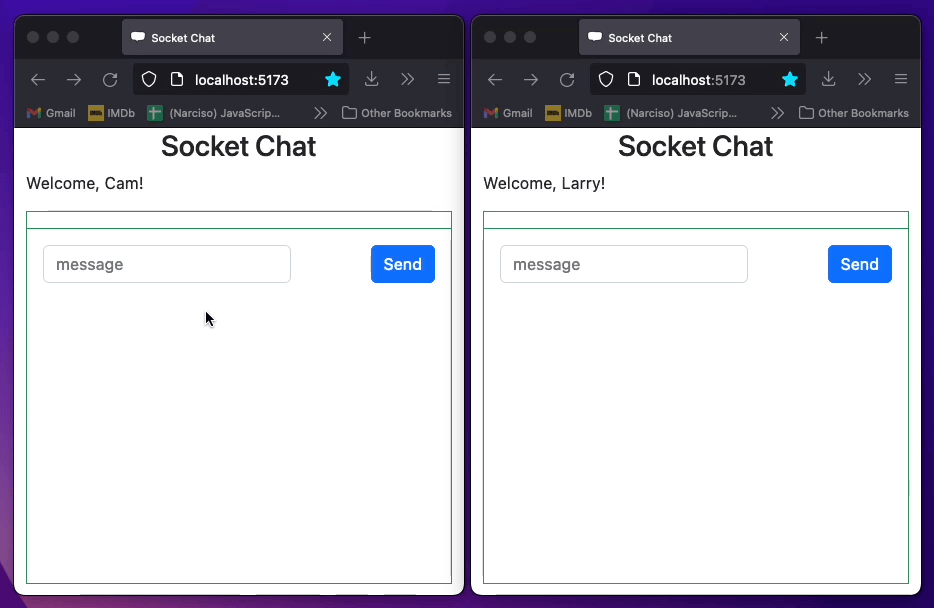 Socket Chat
localhost:5173
Gmail IMDb (Narciso) JavaScrip... Other Bookmarks
Socket Chat
Welcome, Cam!
message Send
Socket Chat
localhost:5173
Gmail IMDb (Narciso) JavaScrip... Other Bookmarks
Socket Chat
Welcome, Larry!
message Send